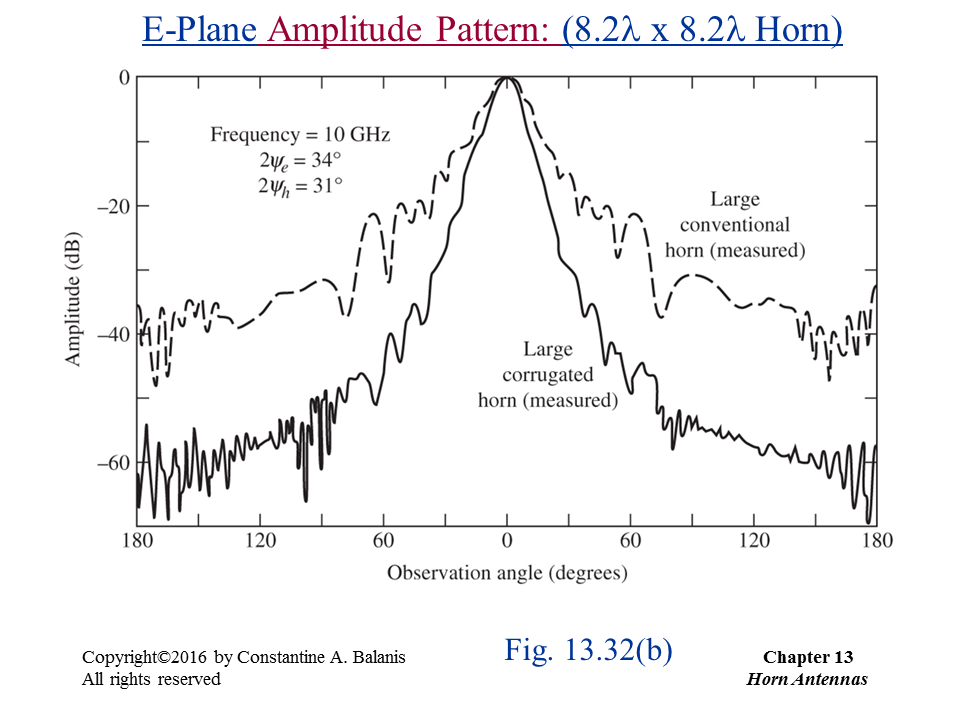 E-Plane Amplitude Pattern: (8.2λ x 8.2λ Horn)
0
–20
–40
–60
Amplitude (dB)
Frequency = 10 GHz
2ψe = 34°
2ψh = 31°
Large
conventional
horn (measured)
Large
corrugated
horn (measured)
180 120 60 0 60 120 180
Observation angle (degrees)
Fig. 13.32(b)
Copyright©2016 by Constantine A. Balanis
All rights reserved
Chapter 13
Horn Antennas